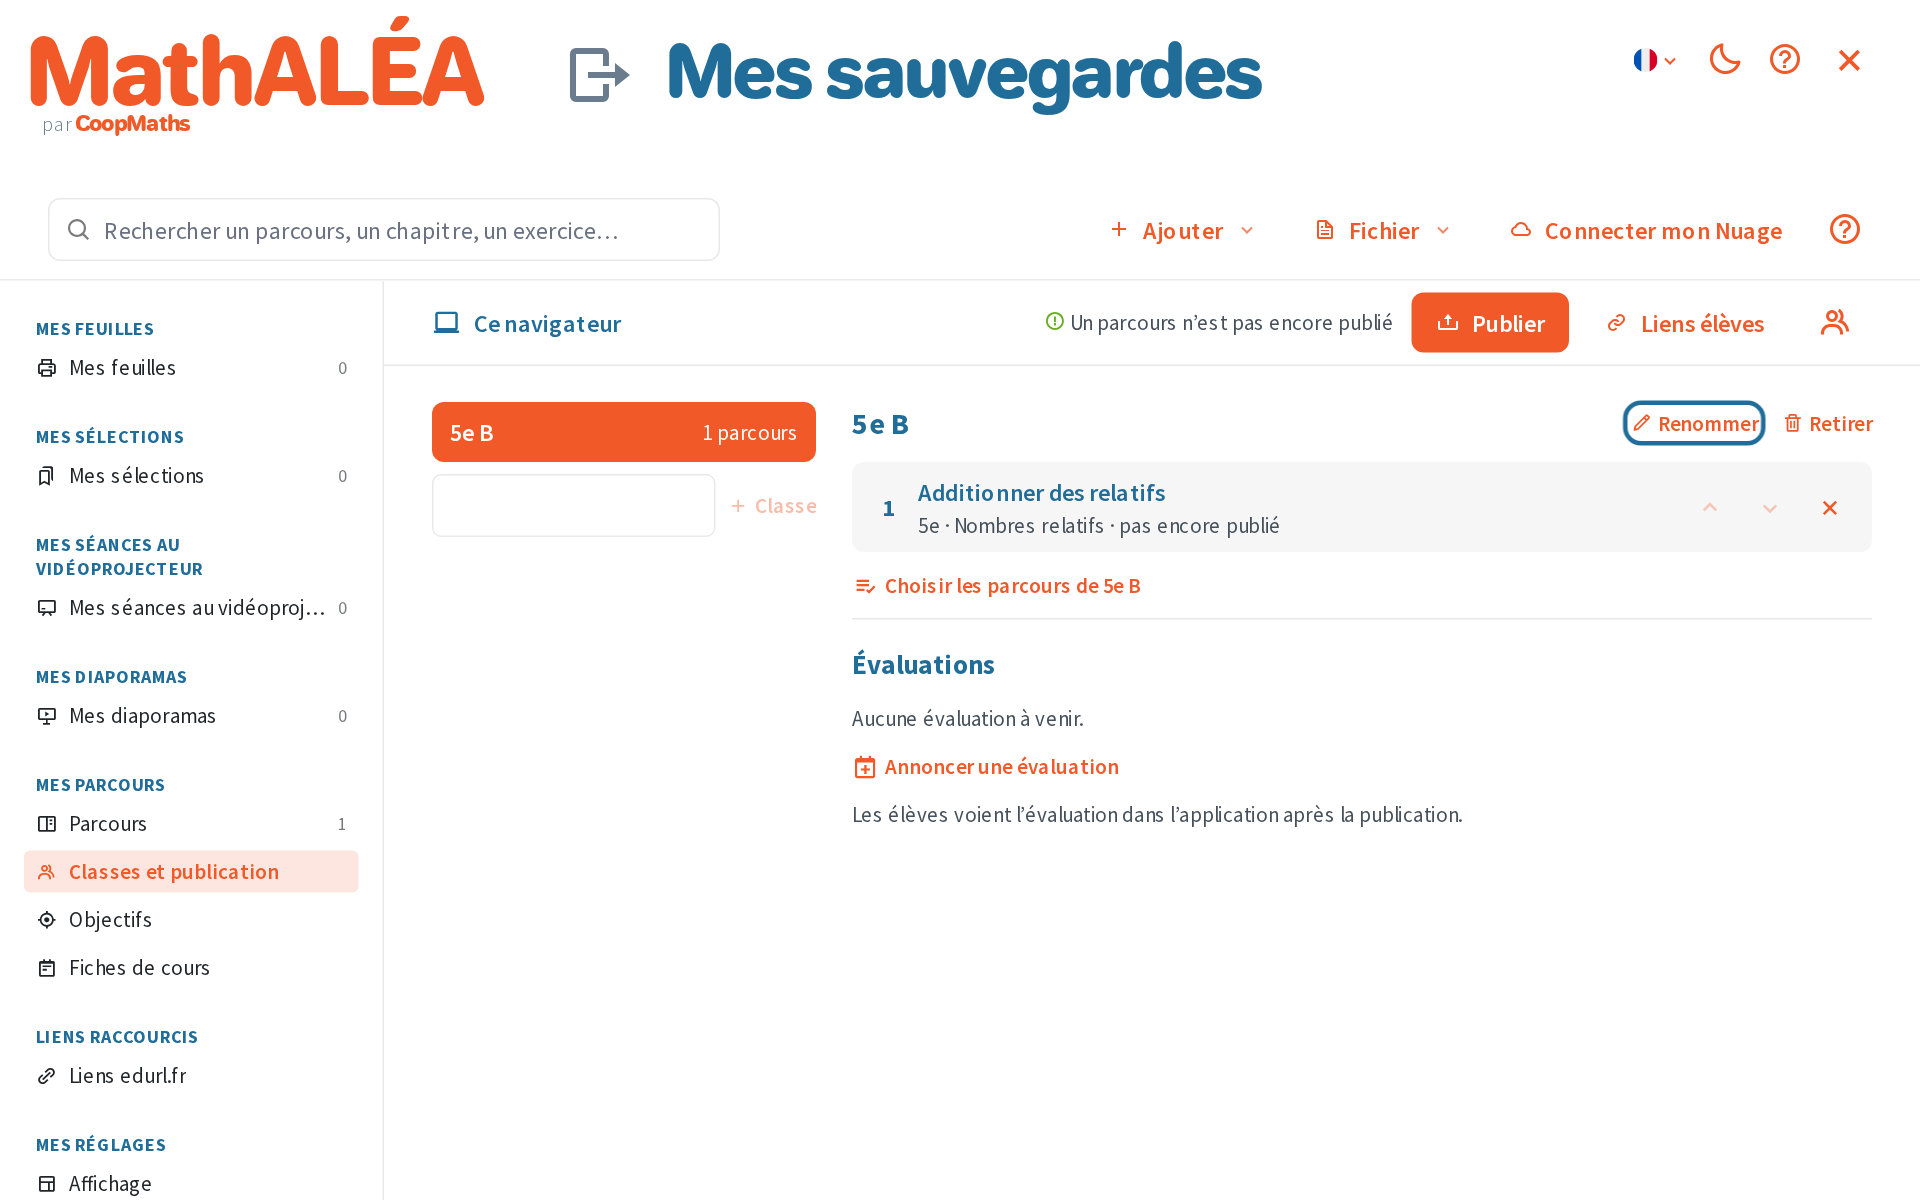 MathALÉA
par CoopMaths
Mes sauvegardes
Rechercher un parcours, un chapitre, un exercice…
Ajouter
Fichier
Connecter mon Nuage
MES FEUILLES
Mes feuilles 0
MES SÉLECTIONS
Mes sélections 0
MES SÉANCES AU
VIDÉOPROJECTEUR
Mes séances au vidéoproj… 0
MES DIAPORAMAS
Mes diaporamas 0
MES PARCOURS
Parcours 1
Classes et publication
Objectifs
Fiches de cours
LIENS RACCOURCIS
Liens edurl.fr
MES RÉGLAGES
Affichage
Ce navigateur
Un parcours n’est pas encore publié
Publier
Liens élèves
5e B 1 parcours
+ Classe
5e B
Renommer
Retirer
1
Additionner des relatifs
5e · Nombres relatifs · pas encore publié
Choisir les parcours de 5e B
Évaluations
Aucune évaluation à venir.
Annoncer une évaluation
Les élèves voient l’évaluation dans l’application après la publication.